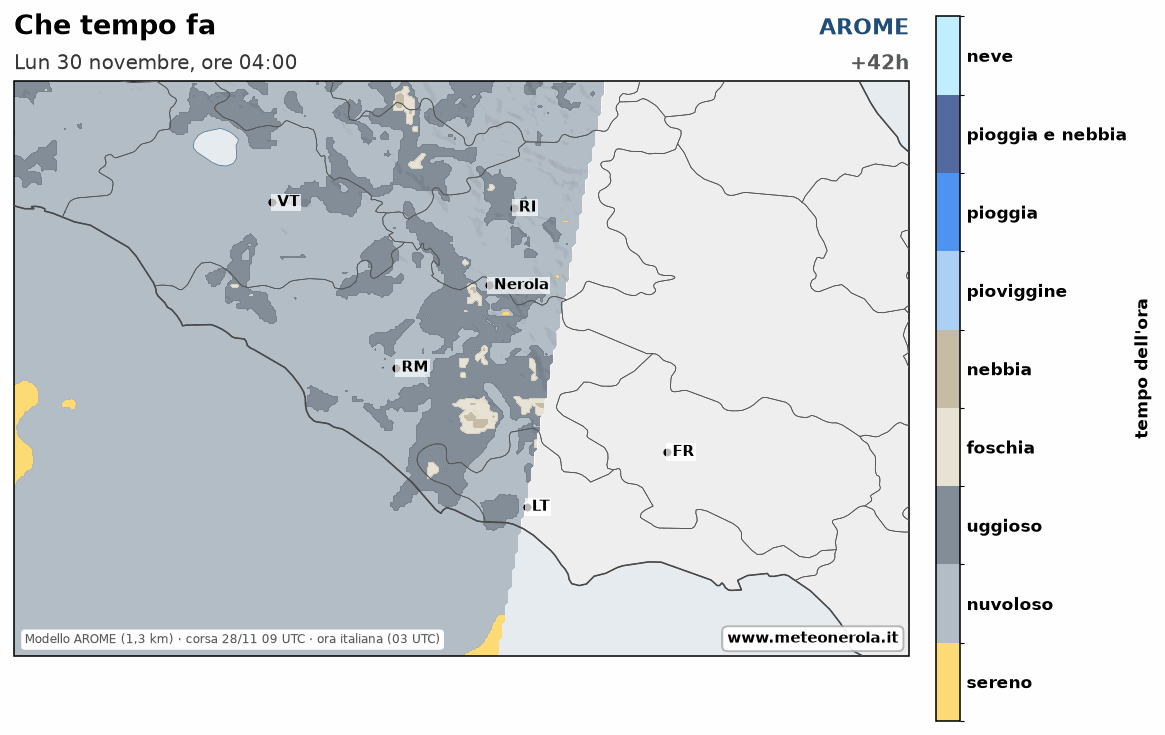 Che tempo fa
AROME
Lun 30 novembre, ore 04:00
+42h
VT
RI
Nerola
RM
FR
LT
Modello AROME (1,3 km) · corsa 28/11 09 UTC · ora italiana (03 UTC)
www.meteonerola.it
neve
pioggia e nebbia
pioggia
pioviggine
nebbia
foschia
uggioso
nuvoloso
sereno
tempo dell'ora